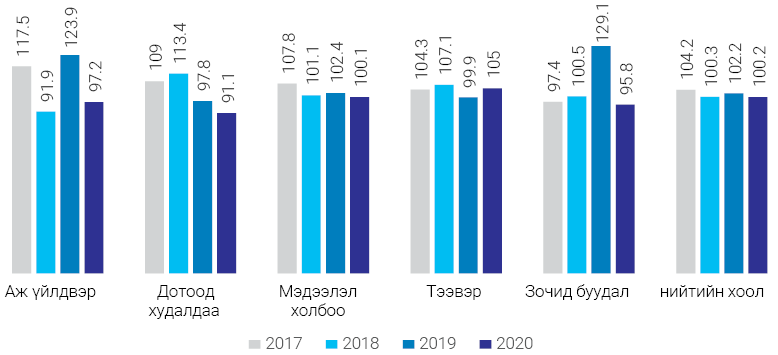 117.5 91.9 123.9 97.2 109 113.4 97.8 91.1 107.8 101.1 102.4 100.1 104.3 107.1 99.9 105 97.4 100.5 129.1 95.8 104.2 100.3 102.2 100.2
Аж үйлдвэр Дотоод Мэдээлэл Тээвэр Зочид буудал нийтийн хоол
худалдаа холбоо
2017 2018 2019 2020